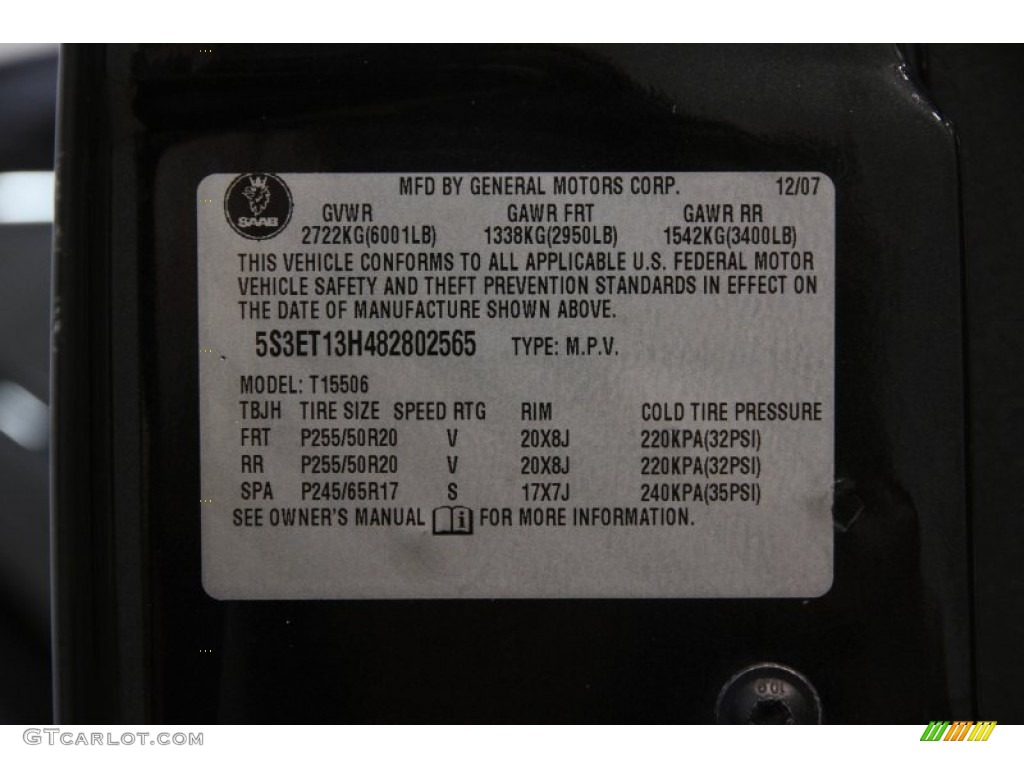 SAAB
MFD BY GENERAL MOTORS CORP. 12/07
GVWR GAWR FRT GAWR RR
2722KG(6001LB) 1338KG(2950LB) 1542KG(3400LB)
THIS VEHICLE CONFORMS TO ALL APPLICABLE U.S. FEDERAL MOTOR
VEHICLE SAFETY AND THEFT PREVENTION STANDARDS IN EFFECT ON
THE DATE OF MANUFACTURE SHOWN ABOVE.
5S3ET13H482802565 TYPE: M.P.V.
MODEL: T15506
TBJH TIRE SIZE SPEED RTG RIM COLD TIRE PRESSURE
FRT P255/50R20 V 20X8J 220KPA(32PSI)
RR P255/50R20 V 20X8J 220KPA(32PSI)
SPA P245/65R17 S 17X7J 240KPA(35PSI)
SEE OWNER'S MANUAL i FOR MORE INFORMATION.
GTCarlot.com